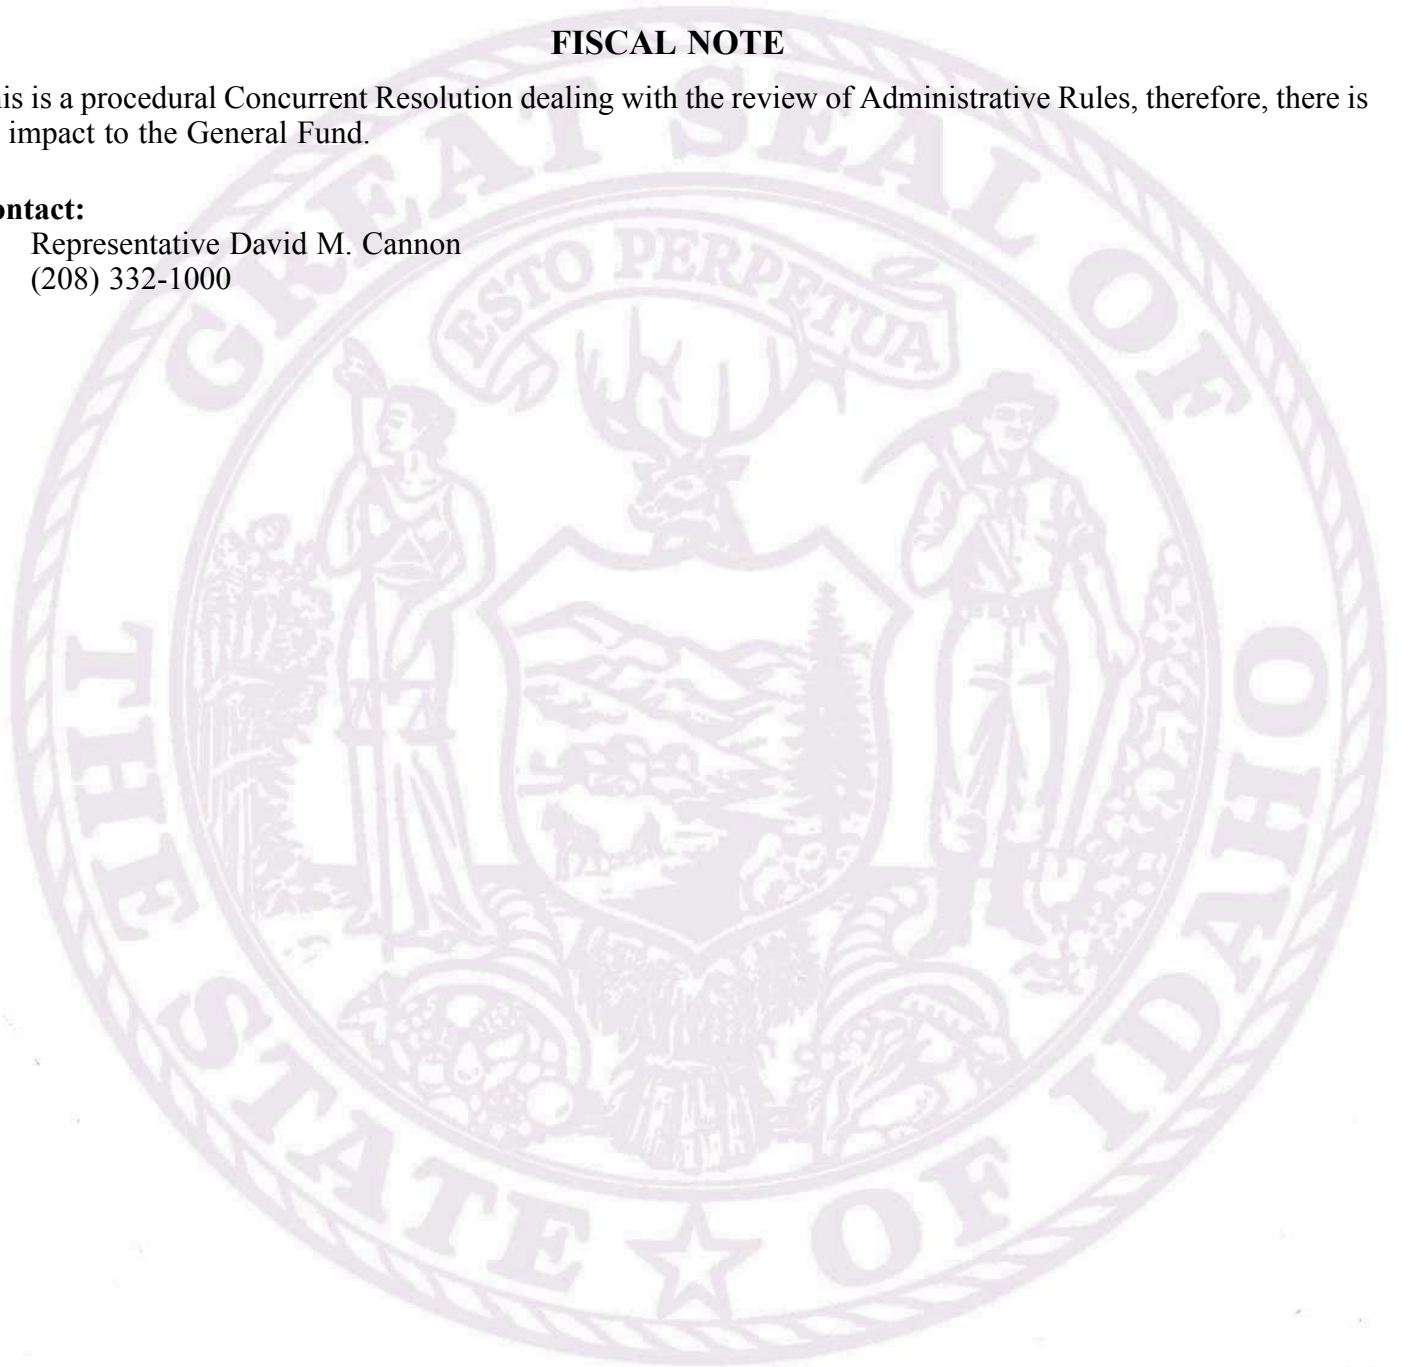 FISCAL NOTE
his is a procedural Concurrent Resolution dealing with the review of Administrative Rules, therefore, there is
impact to the General Fund.
ontact:
Representative David M. Cannon
(208) 332-1000
THE GREAT SEAL OF
STATE ☆ OF IDAHO
ESTO PERPETUA